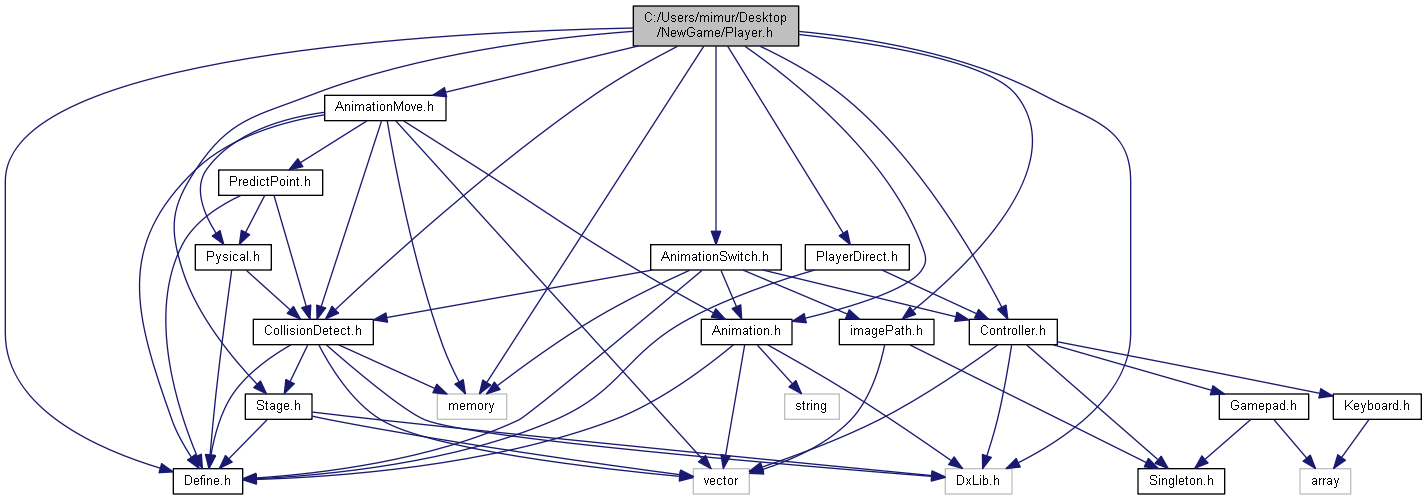 C:/Users/mimur/Desktop
/NewGame/Player.h
AnimationMove.h
PredictPoint.h
Pysical.h
AnimationSwitch.h
PlayerDirect.h
CollisionDetect.h
Animation.h
imagePath.h
Controller.h
Stage.h
memory
string
Gamepad.h
Keyboard.h
Define.h
vector
DxLib.h
Singleton.h
array